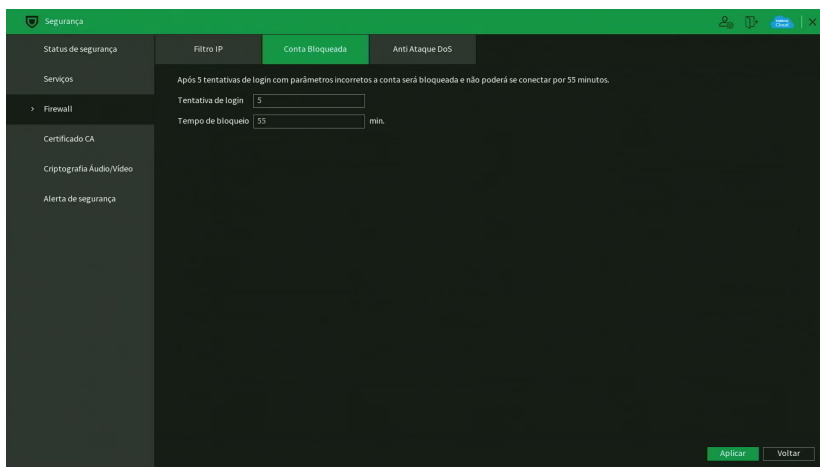 Segurança
Cloud
Status de segurança
Serviços
> Firewall
Certificado CA
Criptografia Áudio/Vídeo
Alerta de segurança
Filtro IP
Conta Bloqueada
Anti Ataque DoS
Após 5 tentativas de login com parâmetros incorretos a conta será bloqueada e não poderá se conectar por 55 minutos.
Tentativa de login 5
Tempo de bloqueio 55 min.
Aplicar
Voltar